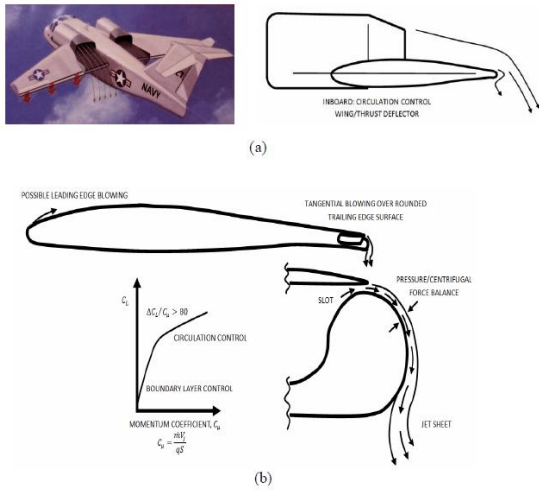 NAVY
INBOARD: CIRCULATION CONTROL
WING/THRUST DEFLECTOR
(a)
POSSIBLE LEADING EDGE BLOWING
TANGENTIAL BLOWING OVER ROUNDED
TRAILING EDGE SURFACE
PRESSURE/CENTRIFUGAL
FORCE BALANCE
SLOT
C_L
ΔC_L/C_μ > 80
CIRCULATION CONTROL
BOUNDARY LAYER CONTROL
MOMENTUM COEFFICIENT, C_μ
C_μ = ṁV_j/qS
JET SHEET
(b)